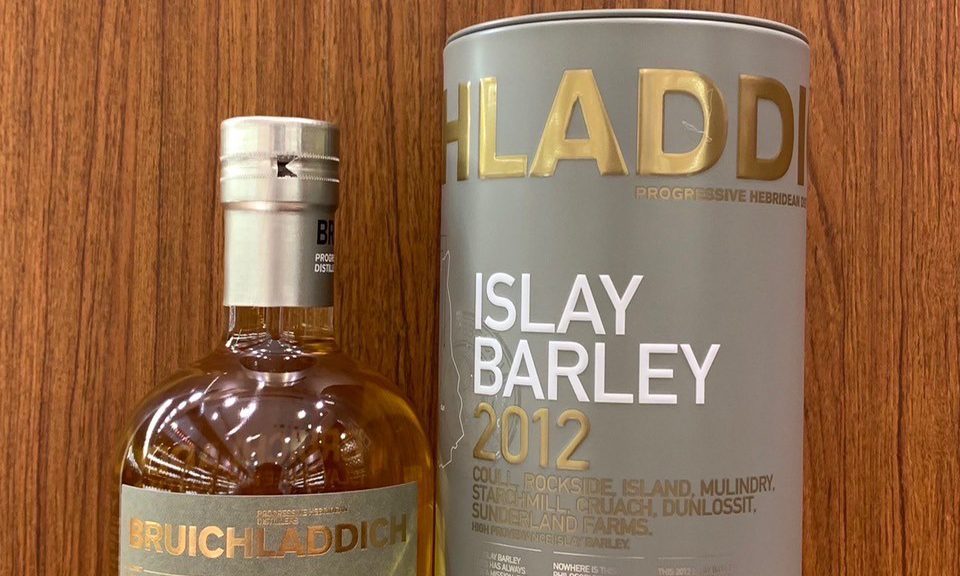 HLADDI
PROGRESSIVE HEBRIDEAN
BR
PROGR
DISTILL
ISLAY
BARLEY
2012
COULL, ROCKSIDE, ISLAND, MULINDRY,
STARCHMILL, CRUACH, DUNLOSSIT,
SUNDERLAND FARMS.
HIGH PROVENANCE ISLAY BARLEY.
PROGRESSIVE HEBRIDEAN
DISTILLERS
BRUICHLADDICH
ISLAY BARLEY
HAS ALWAYS
NOWHERE IS THIS
THIS 2012 ISLAY BARLEY